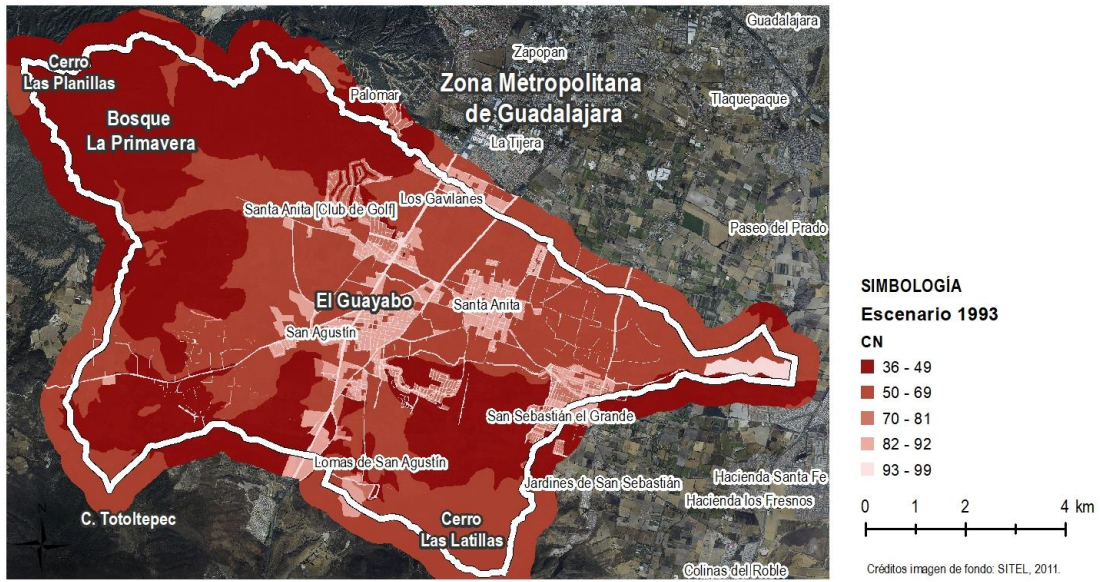 Guadalajara
Zapopan
Cerro
Las Planillas
Zona Metropolitana
de Guadalajara
Palomar
Tlaquepaque
Bosque
La Primavera
La Tijera
Los Gavilanes
Santa Anita [Club de Golf]
Paseo del Prado
El Guayabo
Santa Anita
San Agustín
San Sebastián el Grande
Lomas de San Agustín
Jardines de San Sebastián
Hacienda Santa Fe
Hacienda los Fresnos
C. Totoltepec
Cerro
Las Latillas
Colinas del Roble
N
SIMBOLOGÍA
Escenario 1993
CN
36 - 49
50 - 69
70 - 81
82 - 92
93 - 99
0 1 2 4 km
Créditos imagen de fondo: SITEL, 2011.